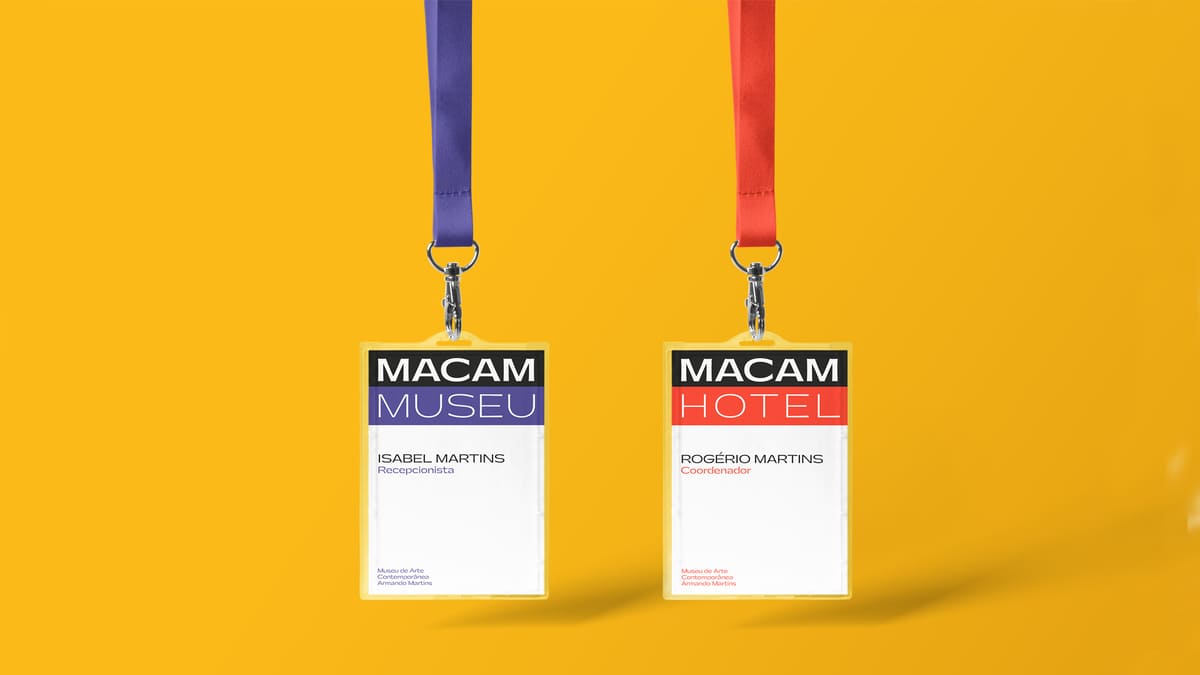 MACAM
MUSEU
ISABEL MARTINS
Recepcionista
Museu de Arte
Contemporânea
Armando Martins
MACAM
HOTEL
ROGÉRIO MARTINS
Coordenador
Museu de Arte
Contemporânea
Armando Martins